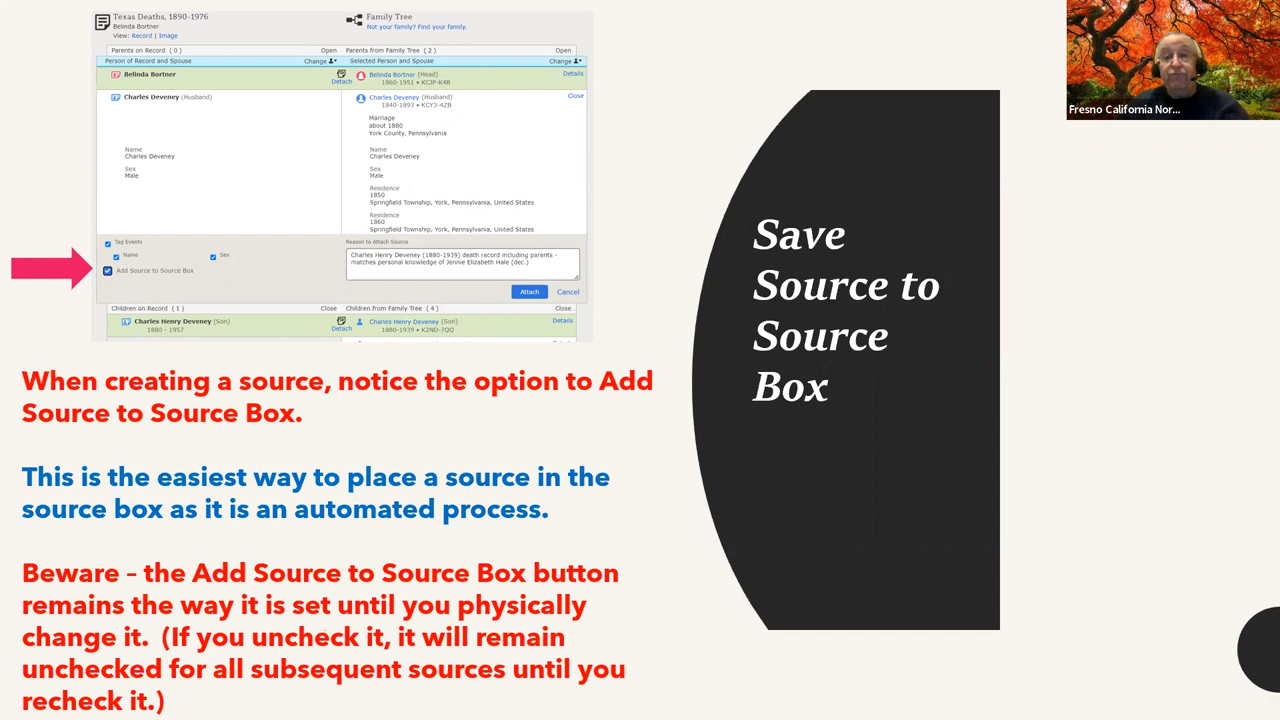 Texas Deaths, 1890-1976
Belinda Bortner
View: Record | Image
Family Tree
Not your family? Find your family.
Parents on Record ( 0 )
Open
Parents from Family Tree ( 2 )
Open
Person of Record and Spouse
Change
Selected Person and Spouse
Change
Belinda Bortner
Detach
Belinda Bortner (Head)
1860-1951 • KCJP-K4B
Details
Charles Deveney (Husband)
Charles Deveney (Husband)
1840-1893 • KCY3-4ZB
Close
Marriage
about 1880
York County, Pennsylvania
Name
Charles Deveney
Name
Charles Deveney
Sex
Male
Sex
Male
Residence
1850
Springfield Township, York, Pennsylvania, United States
Residence
1860
Springfield Township, York, Pennsylvania, United States
Tag Events
Name
Sex
Add Source to Source Box
Reason to Attach Source
Charles Henry Deveney (1880-1939) death record including parents -
matches personal knowledge of Jennie Elizabeth Hale (dec.)
Attach
Cancel
Children on Record ( 1 )
Close
Children from Family Tree ( 4 )
Close
Charles Henry Deveney (Son)
1880 - 1957
Detach
Charles Henry Deveney (Son)
1880-1939 • K2ND-7QQ
Details
When creating a source, notice the option to Add
Source to Source Box.
This is the easiest way to place a source in the
source box as it is an automated process.
Beware – the Add Source to Source Box button
remains the way it is set until you physically
change it. (If you uncheck it, it will remain
unchecked for all subsequent sources until you
recheck it.)
Save
Source to
Source
Box
Fresno California Nor...